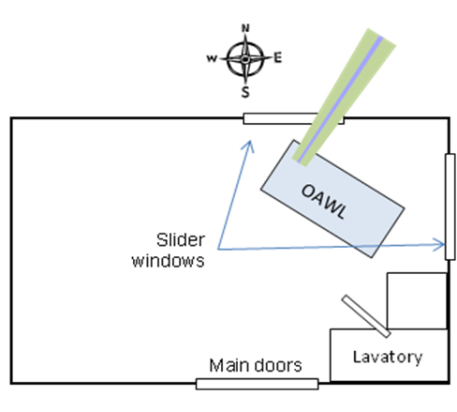 N
W E
S
OAWL
Slider
windows
Main doors
Lavatory